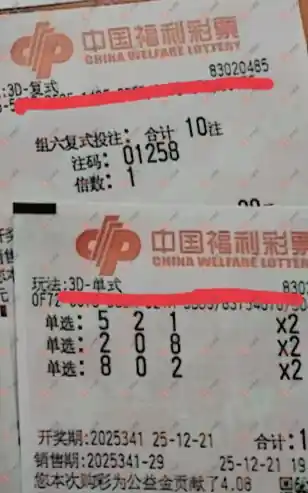 中国福利彩票
CHINA WELFARE LOTTERY
:3D-复式
83020485
组六复式投注: 合计 10注
注码: 01258
倍数: 1
中国福利彩票
CHINA WELFARE LOTTERY
玩法:3D-单式
单选: 5 2 1 x2
单选: 2 0 8 x2
单选: 8 0 2 x2
开奖期:2025341 25-12-21 合计:1
销售期:2025341-29 25-12-21 19
您本次购彩为公益金贡献了4.08